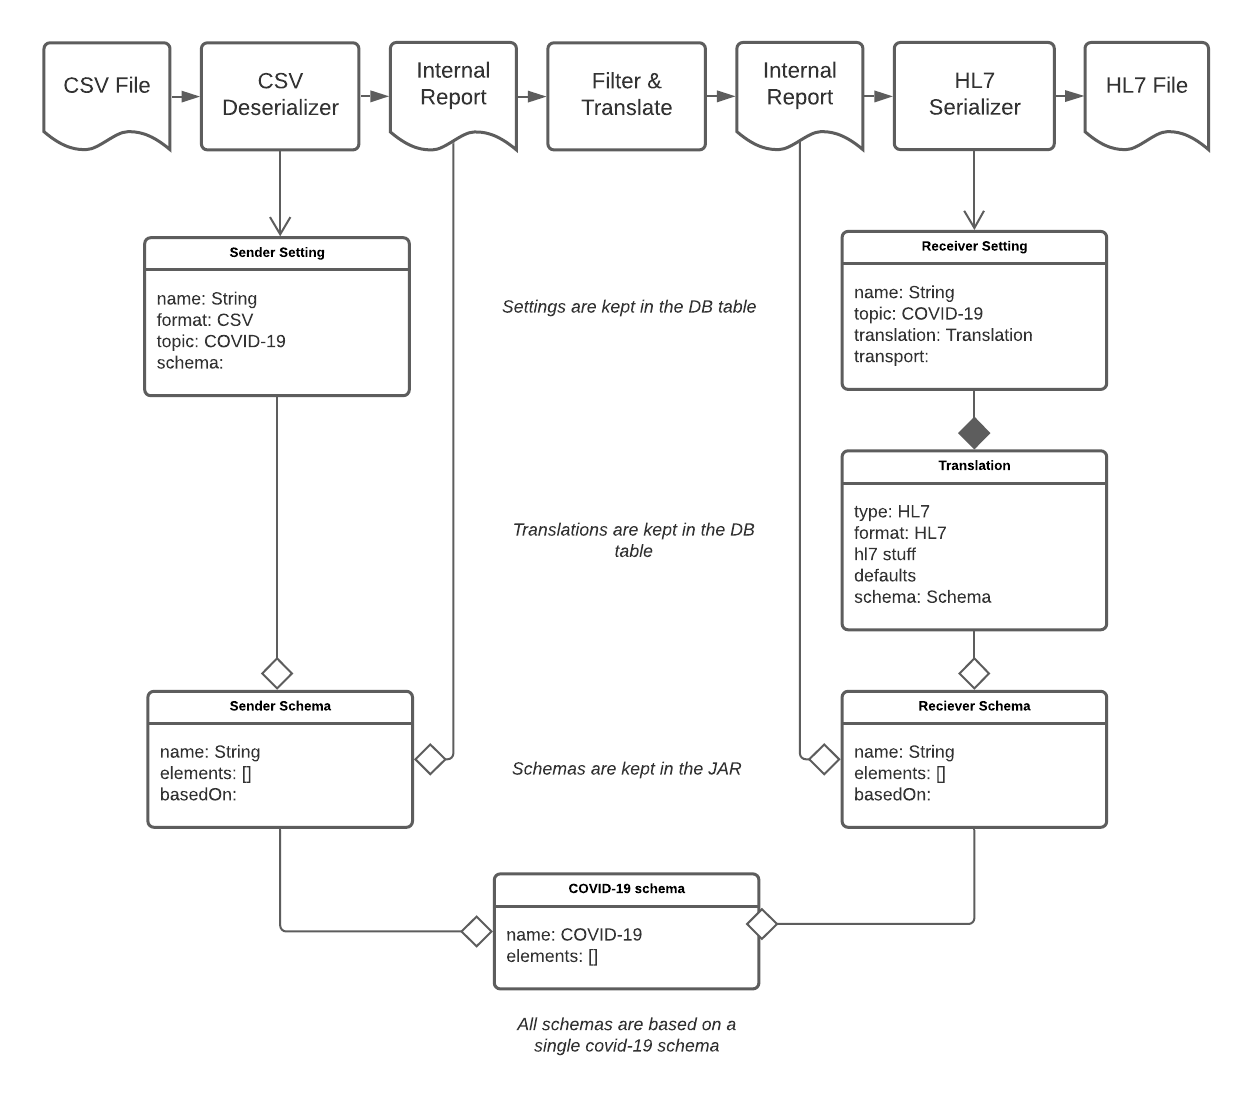 CSV File
CSV
Deserializer
Internal
Report
Filter &
Translate
Internal
Report
HL7
Serializer
HL7 File
Sender Setting
name: String
format: CSV
topic: COVID-19
schema:
Settings are kept in the DB table
Receiver Setting
name: String
topic: COVID-19
translation: Translation
transport:
Translations are kept in the DB
table
Translation
type: HL7
format: HL7
hl7 stuff
defaults
schema: Schema
Sender Schema
name: String
elements: []
basedOn:
Schemas are kept in the JAR
Reciever Schema
name: String
elements: []
basedOn:
COVID-19 schema
name: COVID-19
elements: []
All schemas are based on a
single covid-19 schema